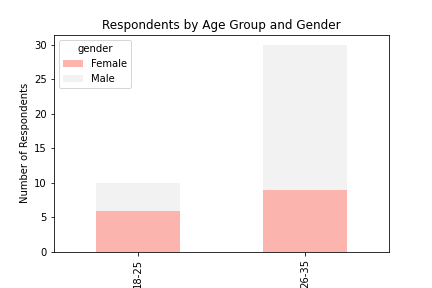 Respondents by Age Group and Gender
gender
Female
Male
Number of Respondents
30
25
20
15
10
5
0
18-25
26-35